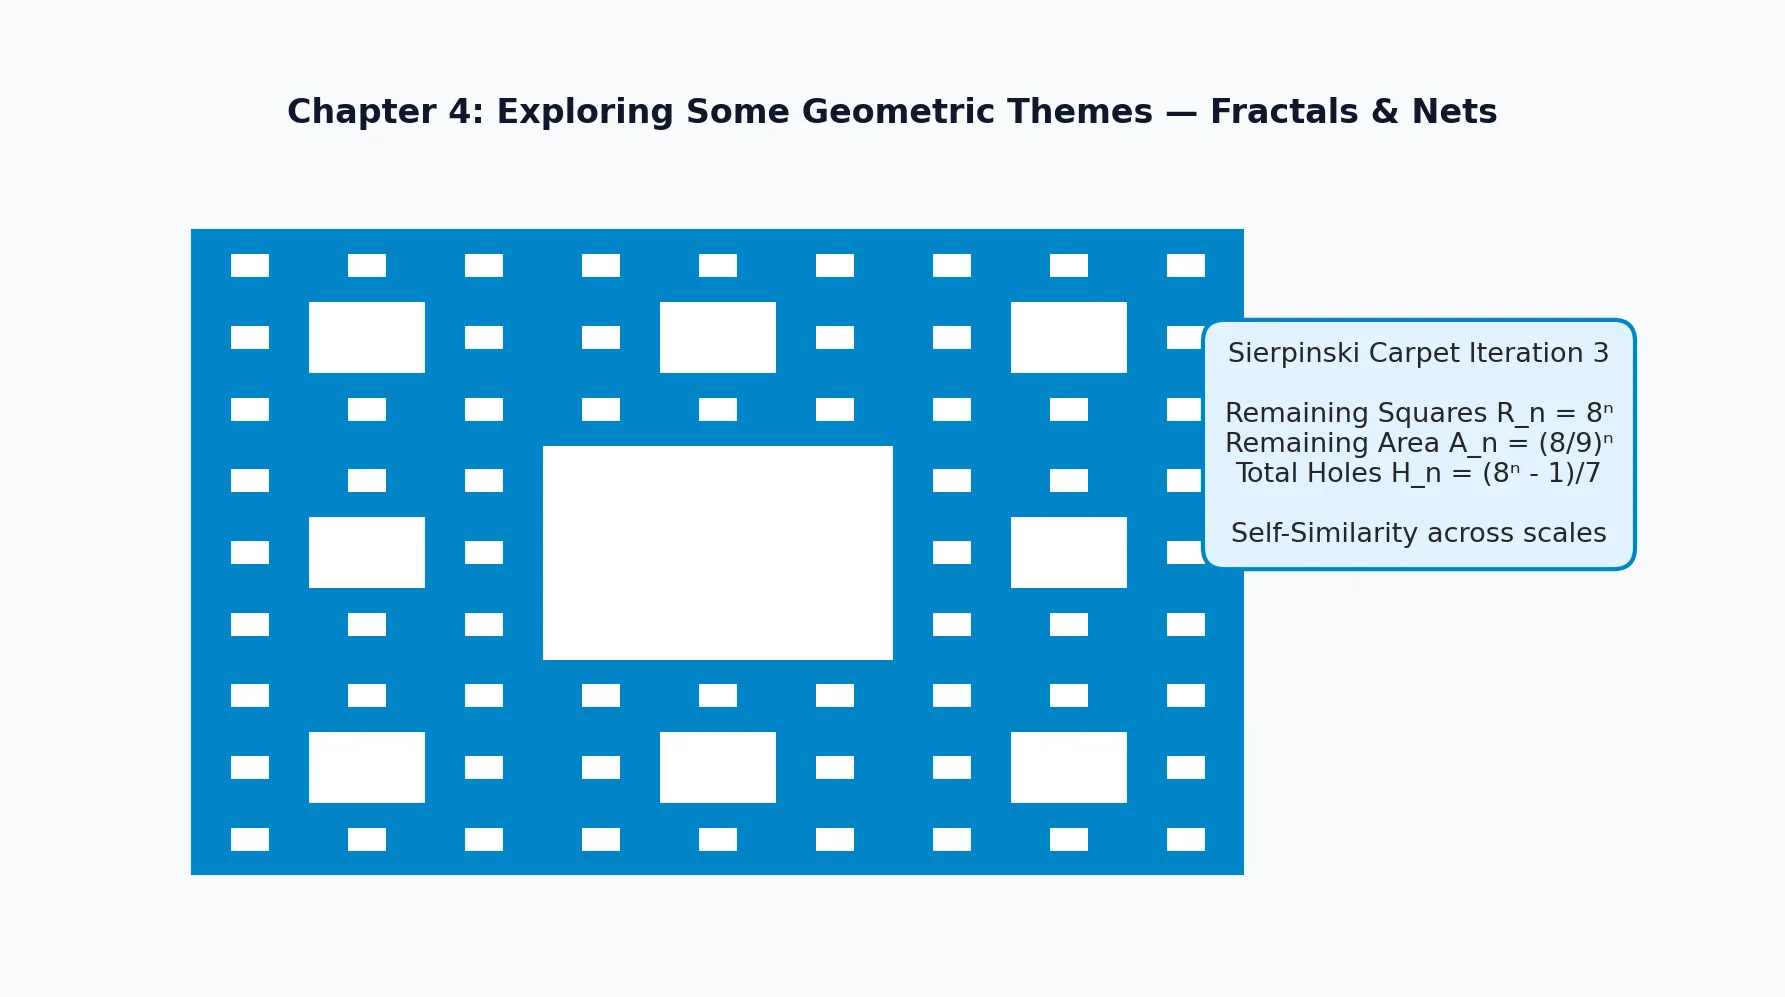 Chapter 4: Exploring Some Geometric Themes — Fractals & Nets
Sierpinski Carpet Iteration 3
Remaining Squares R_n = 8ⁿ
Remaining Area A_n = (8/9)ⁿ
Total Holes H_n = (8ⁿ - 1)/7
Self-Similarity across scales